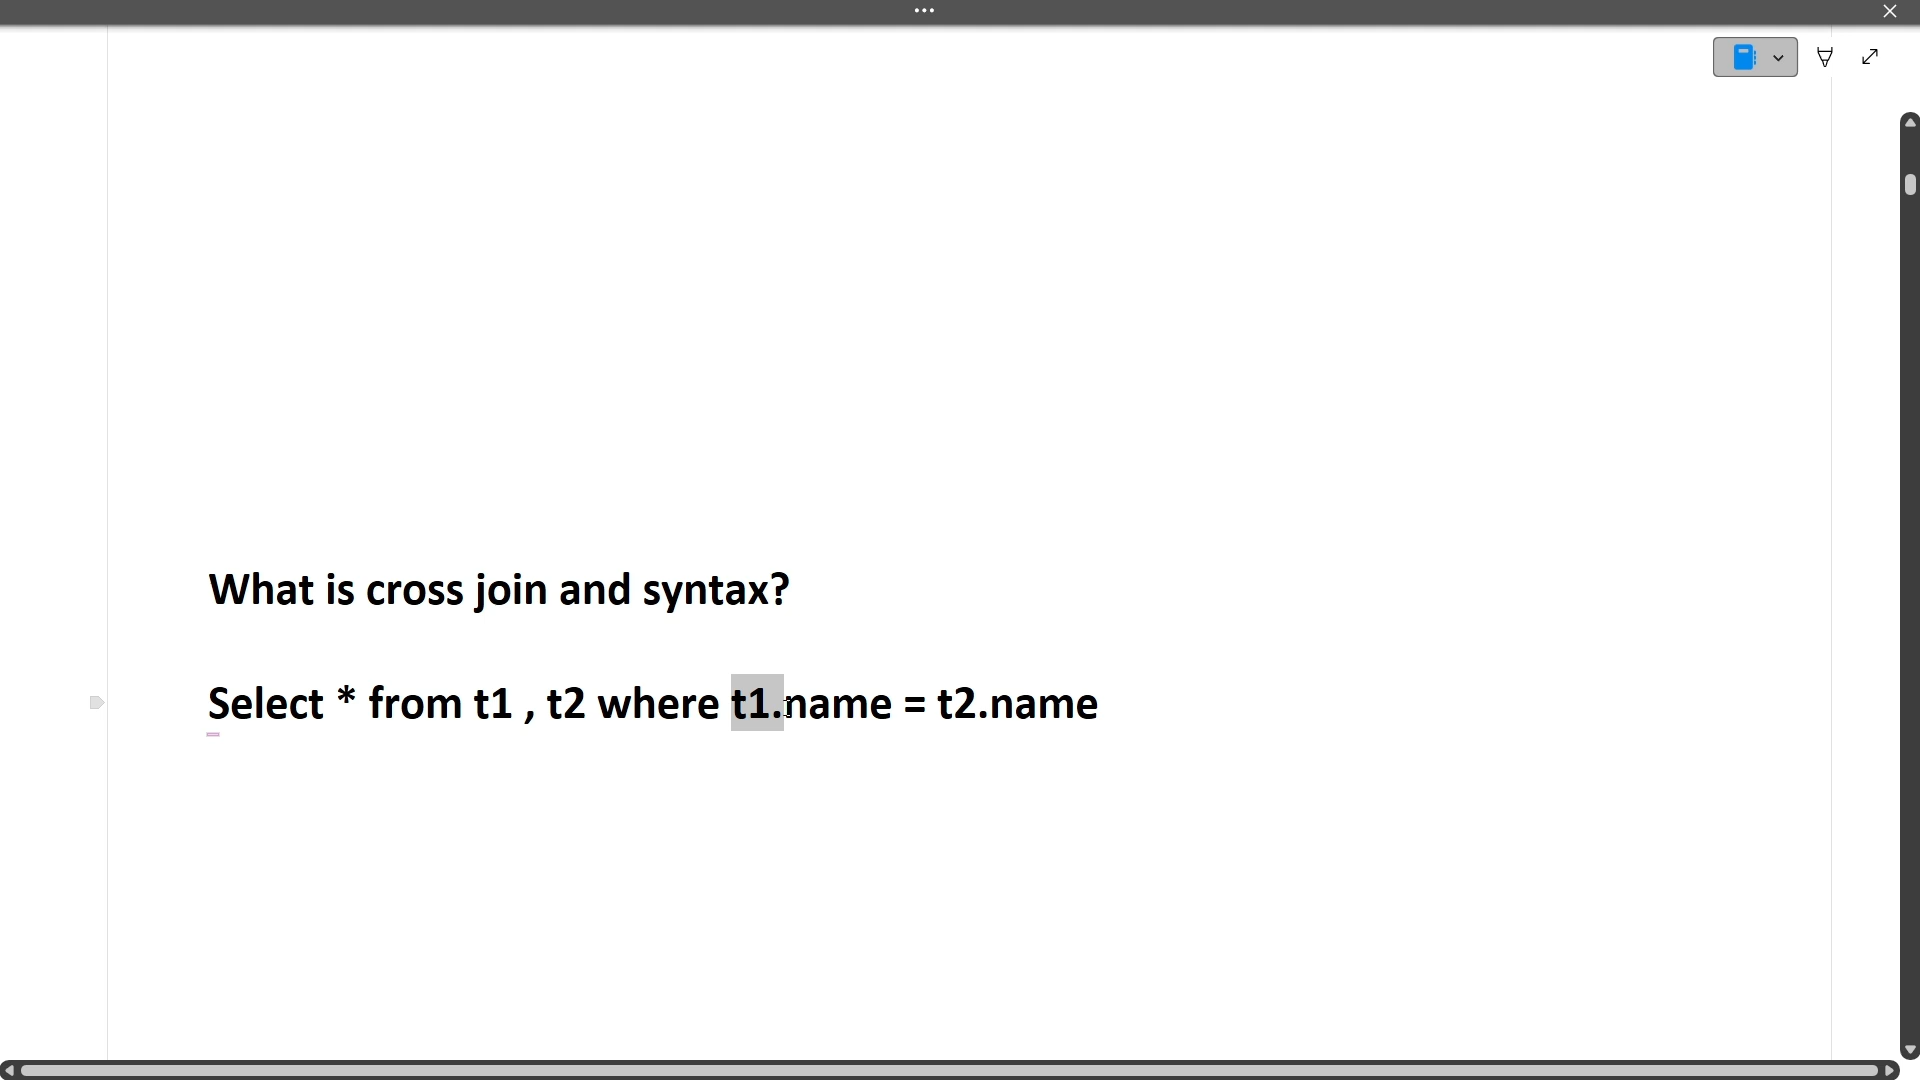 What is cross join and syntax?
Select * from t1 , t2 where t1.name = t2.name